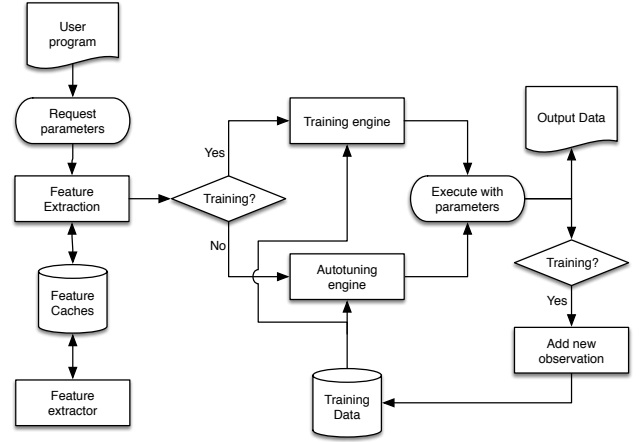 User
program
Request
parameters
Feature
Extraction
Feature
Caches
Feature
extractor
Training?
Yes
No
Training engine
Autotuning
engine
Training
Data
Execute with
parameters
Output Data
Training?
Yes
Add new
observation